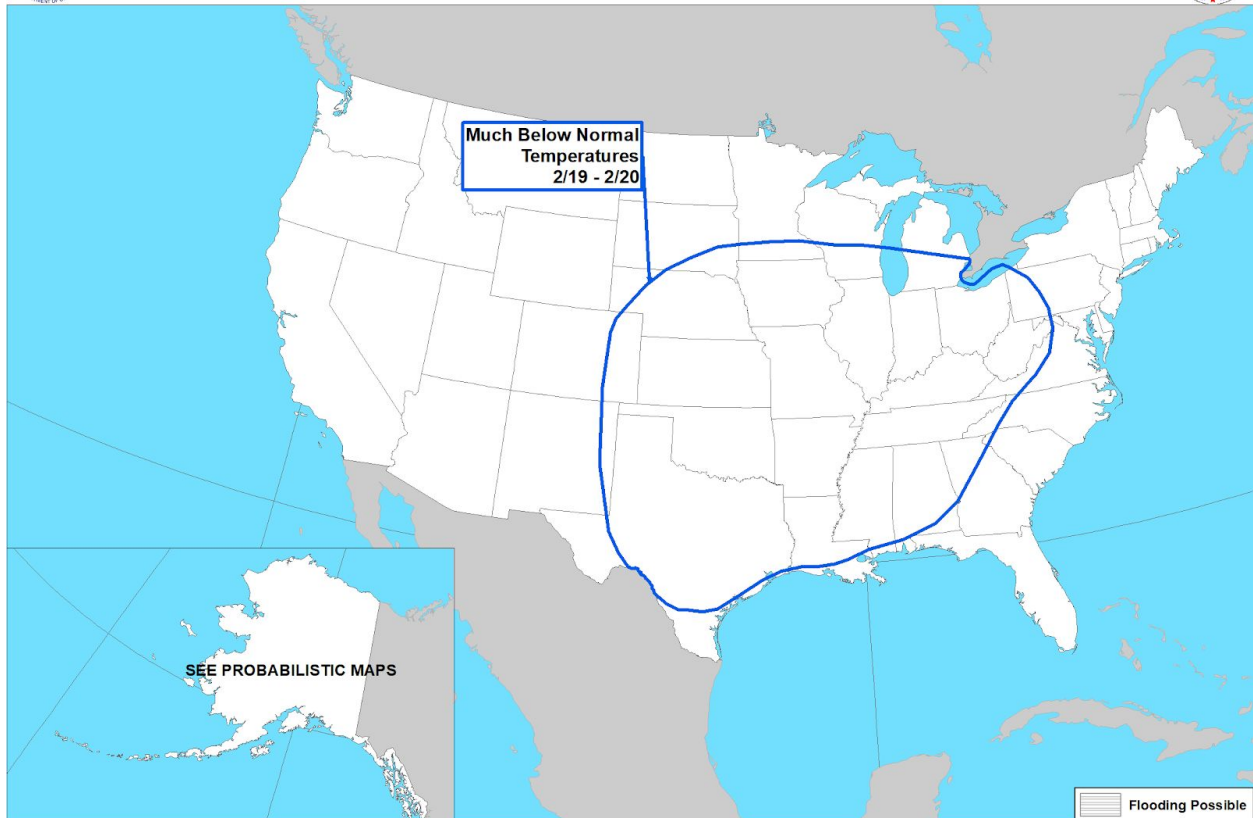 Much Below Normal
Temperatures
2/19 - 2/20
SEE PROBABILISTIC MAPS
Flooding Possible